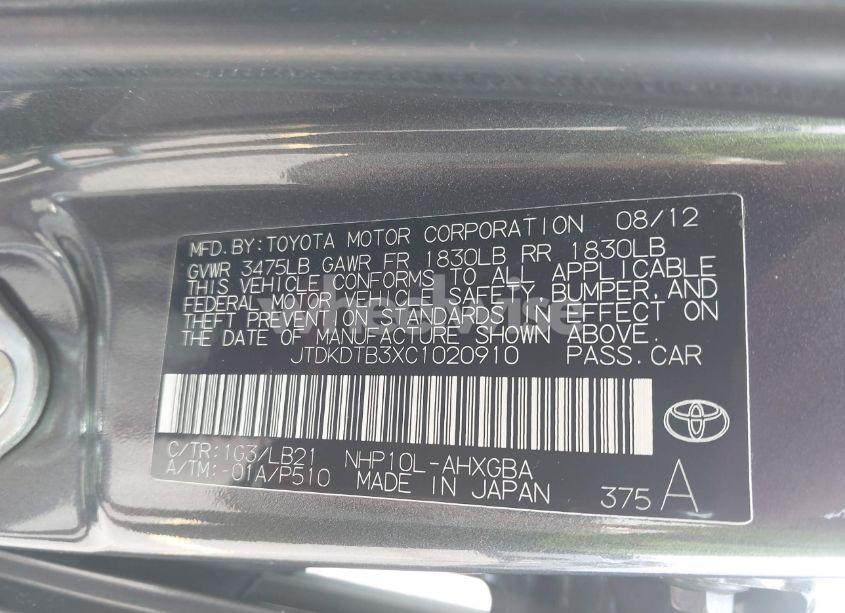 MFD. BY: TOYOTA MOTOR CORPORATION 08/12
GVWR 3475LB GAWR FR 1830LB RR 1830LB
THIS VEHICLE CONFORMS TO ALL APPLICABLE
FEDERAL MOTOR VEHICLE SAFETY, BUMPER, AND
THEFT PREVENTION STANDARDS IN EFFECT ON
THE DATE OF MANUFACTURE SHOWN ABOVE.
JTDKDTB3XC1020910 PASS. CAR
C/TR: 1G3/LB21 NHP10L-AHXGBA
A/TM: -01A/P510 MADE IN JAPAN 375 A
wheelwise